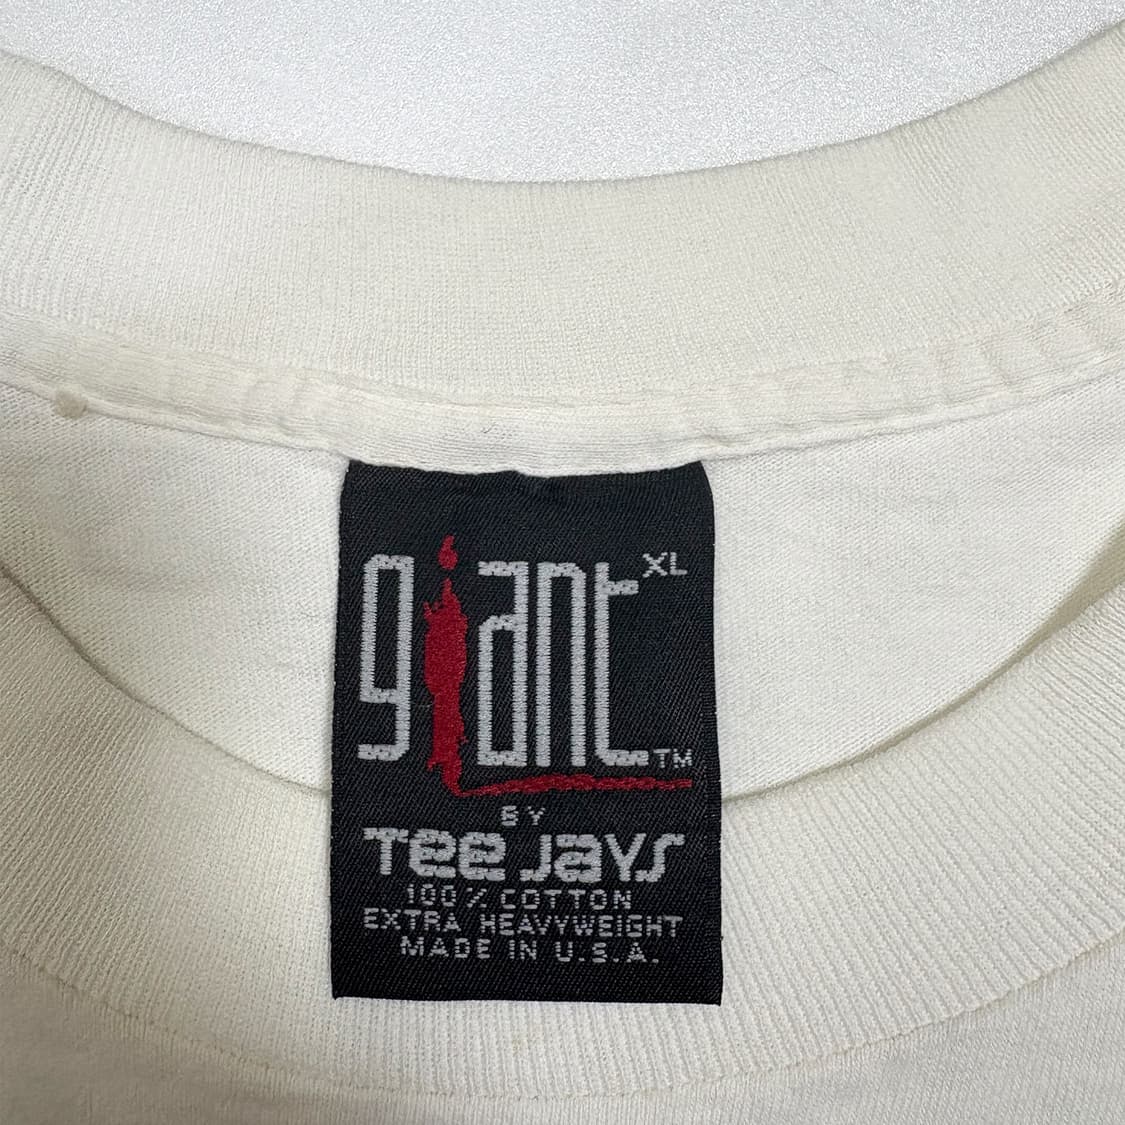 giant XL
TM
BY
Tee Jays
100% COTTON
EXTRA HEAVYWEIGHT
MADE IN U.S.A.